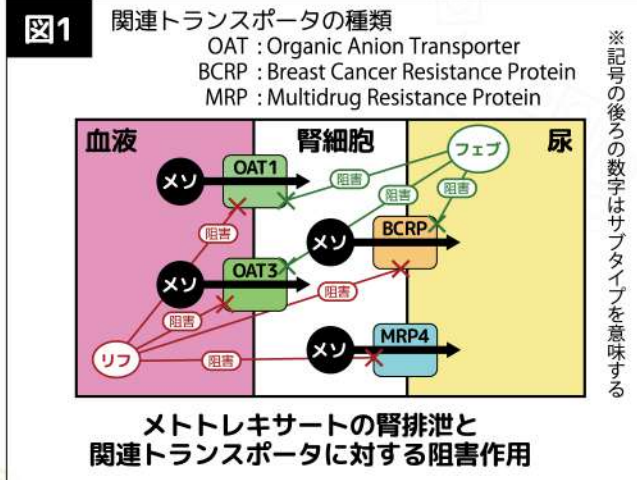 図1
関連トランスポータの種類
OAT : Organic Anion Transporter
BCRP : Breast Cancer Resistance Protein
MRP : Multidrug Resistance Protein
※記号の後ろの数字はサブタイプを意味する
血液
腎細胞
尿
フェブ
メソ
OAT1
阻害
阻害
阻害
阻害
メソ
BCRP
メソ
OAT3
阻害
阻害
リフ
阻害
メソ
MRP4
メトトレキサートの腎排泄と
関連トランスポータに対する阻害作用